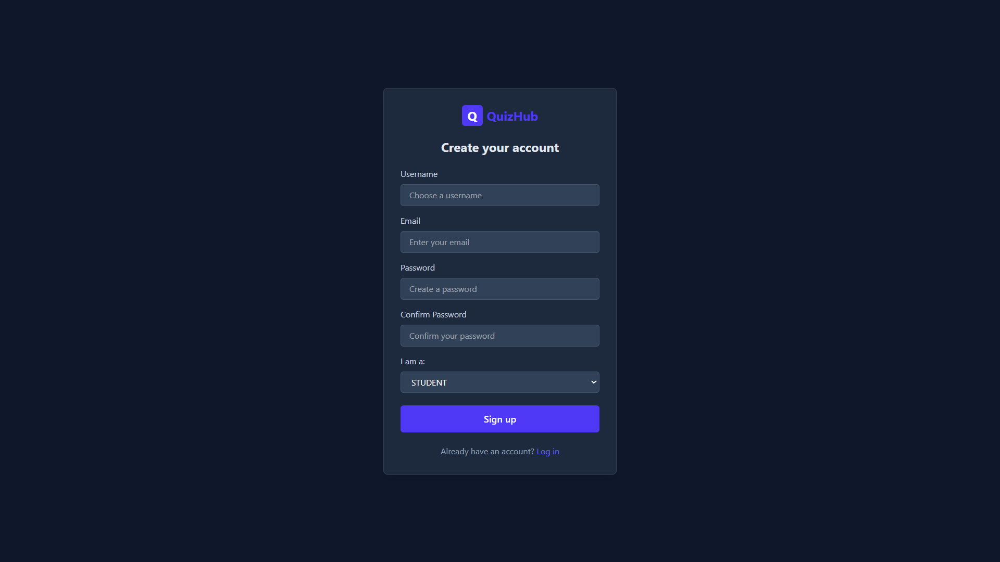 Q QuizHub
Create your account
Username
Choose a username
Email
Enter your email
Password
Create a password
Confirm Password
Confirm your password
I am a:
STUDENT
Sign up
Already have an account? Log in